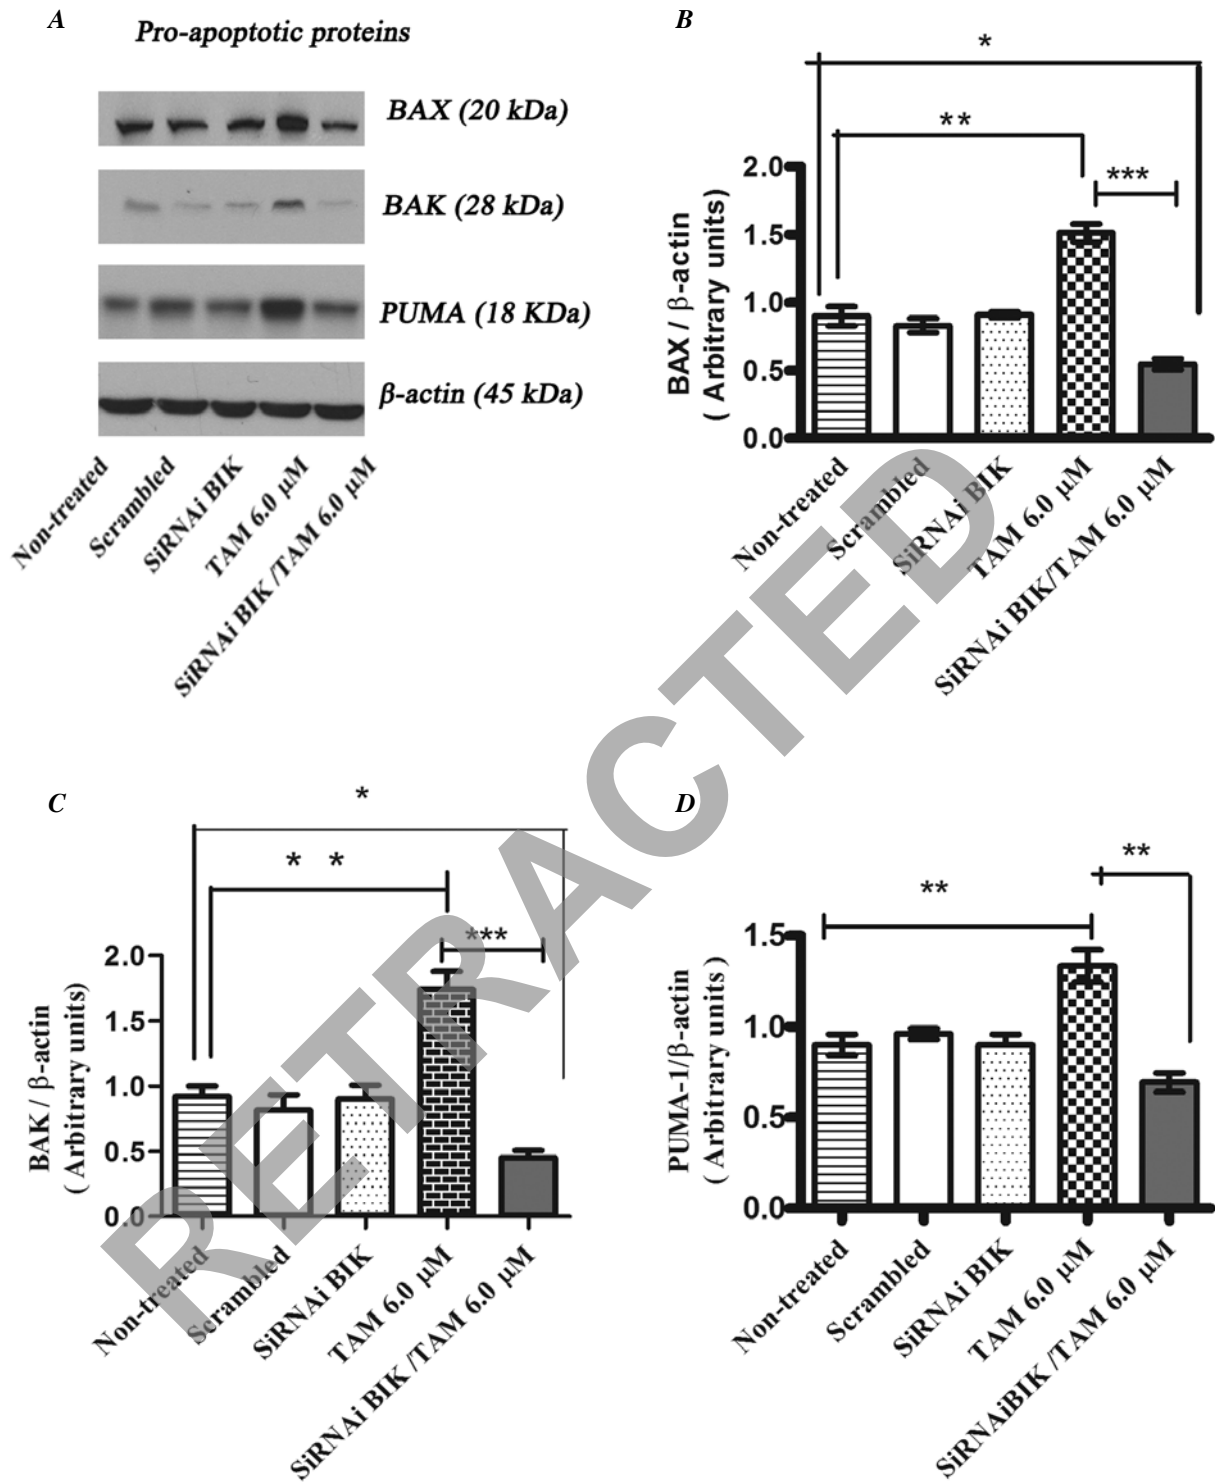 A
Pro-apoptotic proteins
BAX (20 kDa)
BAK (28 kDa)
PUMA (18 KDa)
β-actin (45 kDa)
Non-treated
Scrambled
SiRNAi BIK
TAM 6.0 µM
SiRNAi BIK /TAM 6.0 µM
B
*
**
***
BAX / β-actin
( Arbitrary units)
2.0
1.5
1.0
0.5
0.0
Non-treated
Scrambled
SiRNAi BIK
TAM 6.0 µM
SiRNAi BIK/TAM 6.0 µM
C
*
* *
***
BAK / β-actin
( Arbitrary units)
2.0
1.5
1.0
0.5
0.0
Non-treated
Scrambled
SiRNAi BIK
TAM 6.0 µM
SiRNAi BIK /TAM 6.0 µM
D
**
**
PUMA-1/β-actin
( Arbitrary units )
1.5
1.0
0.5
0.0
Non-treated
Scrambled
SiRNAi BIK
TAM 6.0 µM
SiRNAiBIK /TAM 6.0 µM
RETRACTED